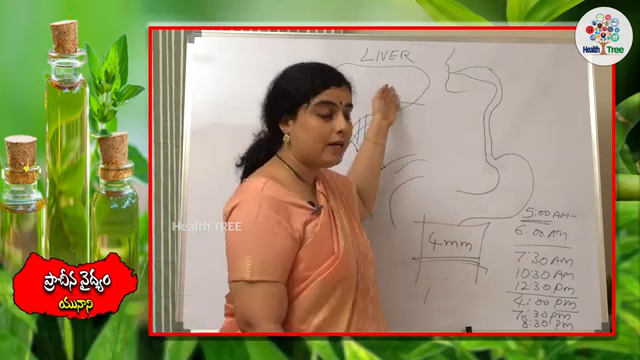 Health Tree
LIVER
Health TREE
5:00 AM-
6:00 AM
7:30 AM
10:30 AM
12:30 PM
4:00 PM
7:30 PM
8:30 PM
4mm
ప్రాచీన వైద్యం
యునాని